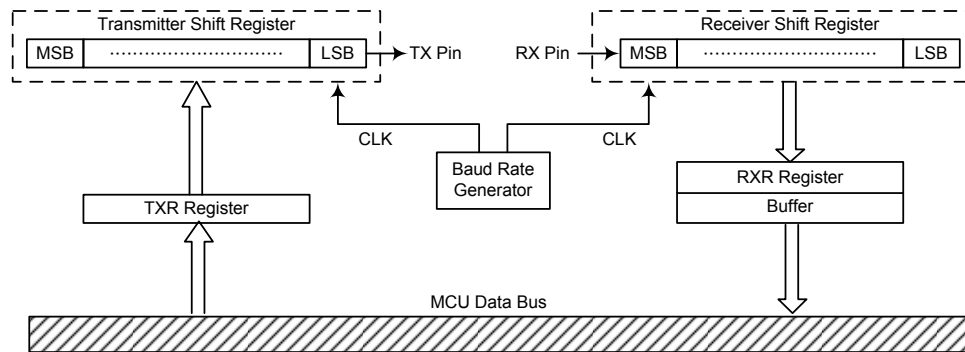 Transmitter Shift Register
MSB ………………………… LSB
TX Pin
Receiver Shift Register
RX Pin
MSB ………………………… LSB
CLK
CLK
Baud Rate
Generator
TXR Register
RXR Register
Buffer
MCU Data Bus